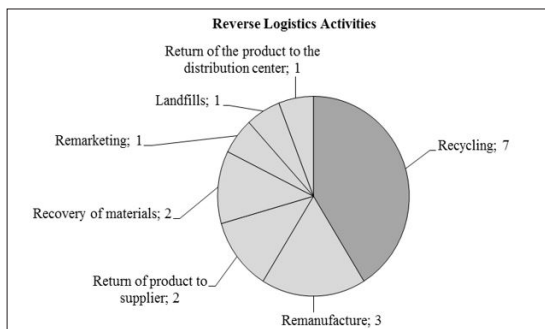 Reverse Logistics Activities
Return of the product to the
distribution center; 1
Landfills; 1
Remarketing; 1
Recycling; 7
Recovery of materials; 2
Return of product to
supplier; 2
Remanufacture; 3